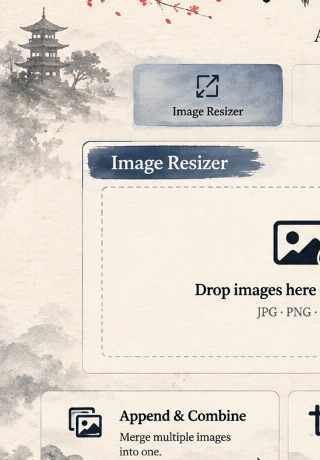 Image Resizer
Image Resizer
Drop images here
JPG · PNG ·
Append & Combine
Merge multiple images
into one.